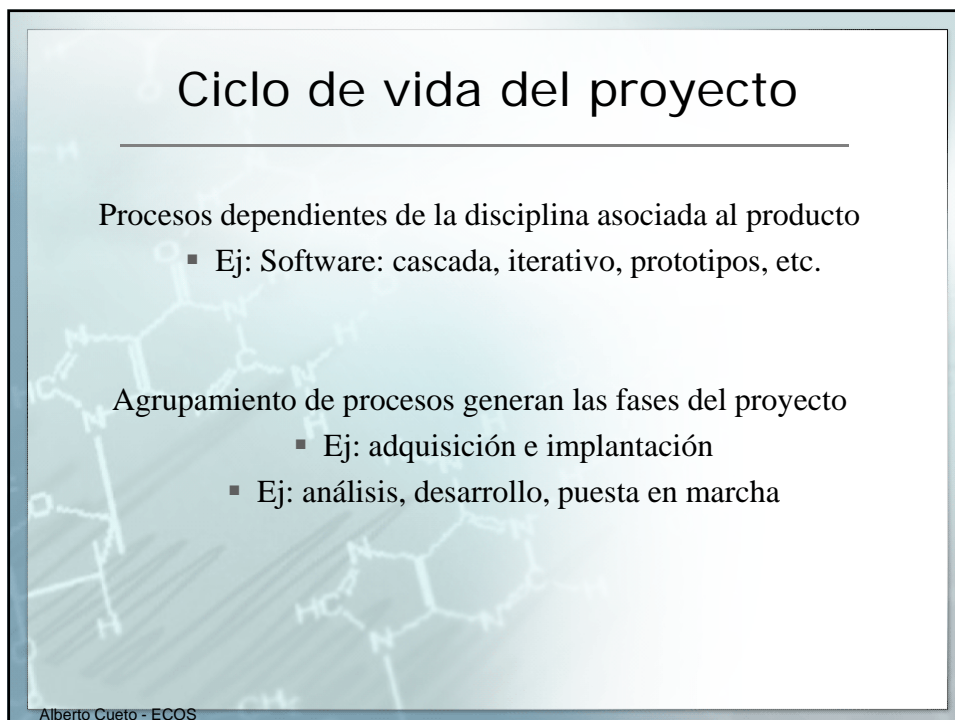 Ciclo de vida del proyecto
Procesos dependientes de la disciplina asociada al producto
▪ Ej: Software: cascada, iterativo, prototipos, etc.
Agrupamiento de procesos generan las fases del proyecto
▪ Ej: adquisición e implantación
▪ Ej: análisis, desarrollo, puesta en marcha
Alberto Cueto - ECOS